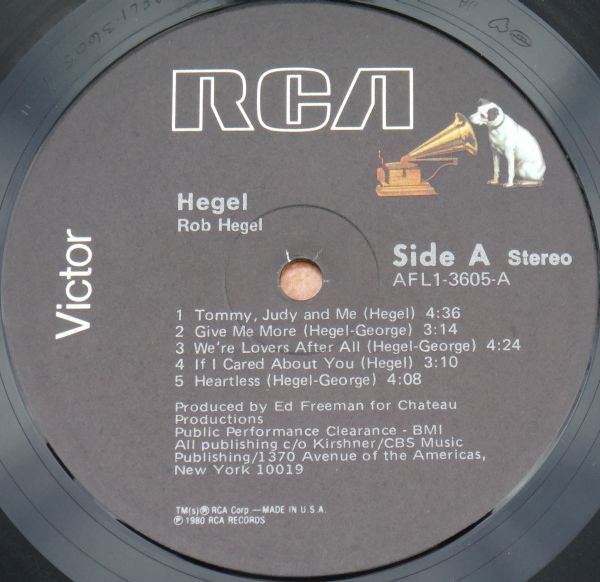 AFL1-3605
RCA
Victor
Hegel
Rob Hegel
Side A Stereo
AFL1-3605-A
1 Tommy, Judy and Me (Hegel) 4:36
2 Give Me More (Hegel-George) 3:14
3 We're Lovers After All (Hegel-George) 4:24
4 If I Cared About You (Hegel) 3:10
5 Heartless (Hegel-George) 4:08
Produced by Ed Freeman for Chateau
Productions
Public Performance Clearance - BMI
All publishing c/o Kirshner/CBS Music
Publishing/1370 Avenue of the Americas,
New York 10019
TM(s)® RCA Corp —MADE IN U.S.A.
℗ 1980 RCA RECORDS